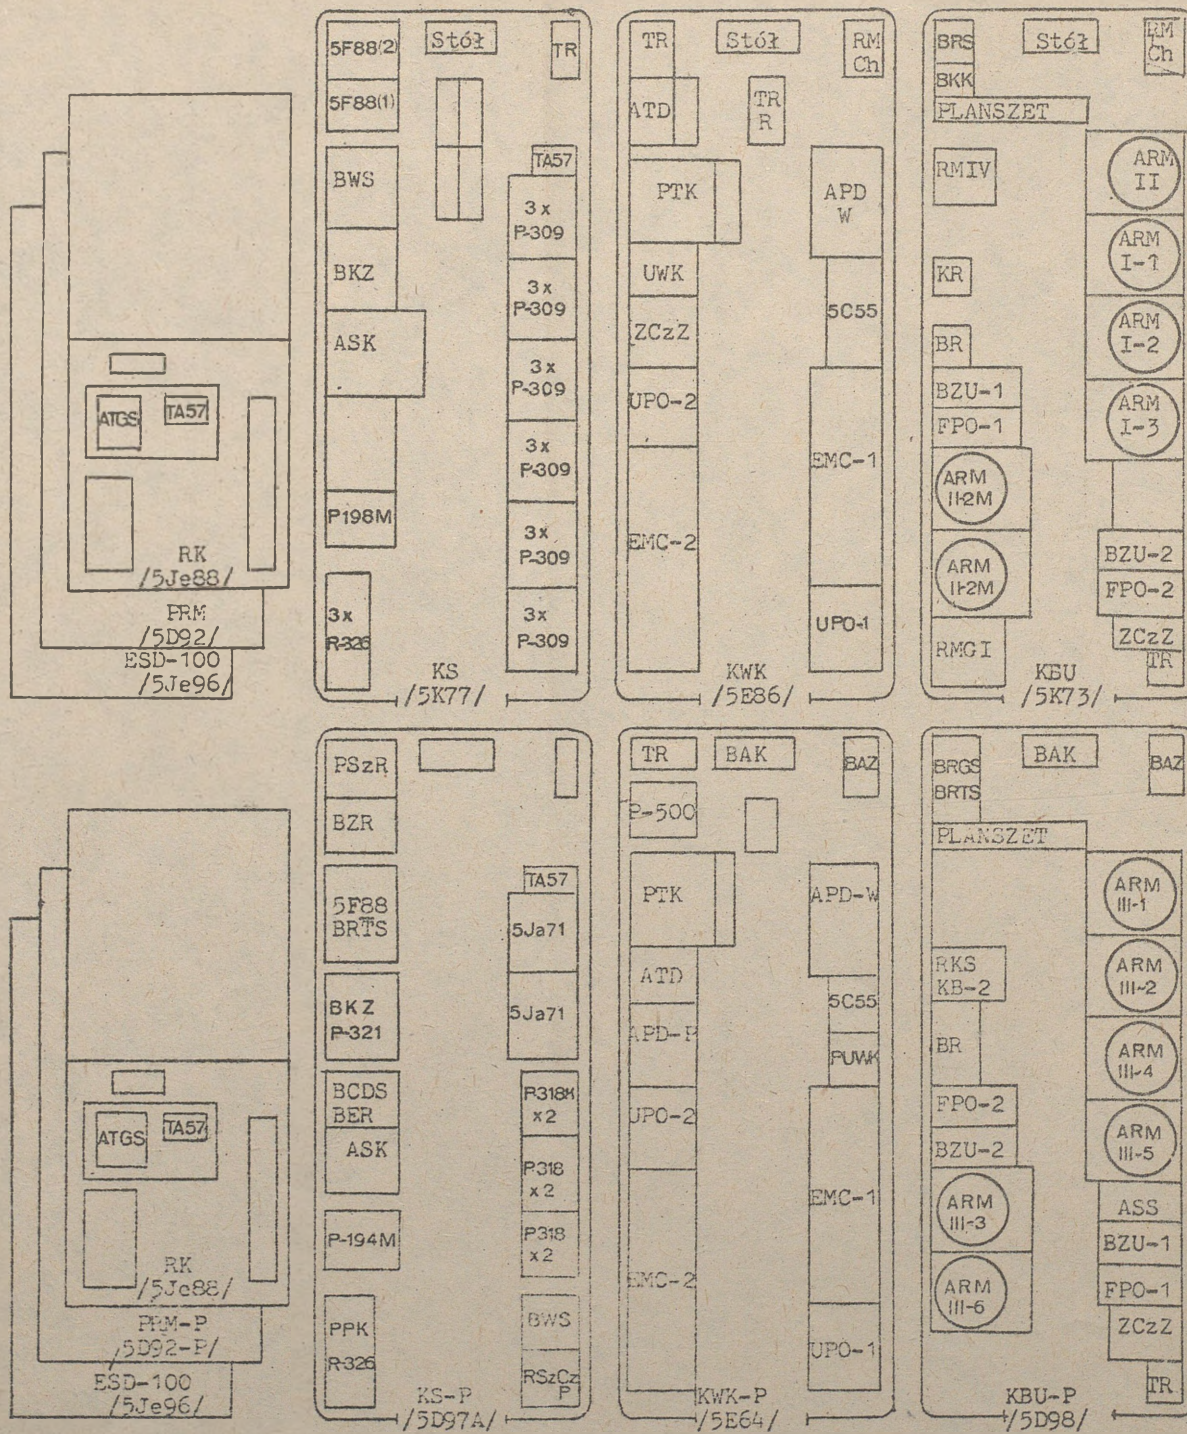 ATGS
TA57
RK
/5Je88/
PRM
/5D92/
ESD-100
/5Je96/
5F88(2)
Stół
TR
5F88(1)
BWS
BKZ
ASK
P198M
3x
R-326
TA57
3x
P-309
3x
P-309
3x
P-309
3x
P-309
3x
P-309
3x
P-309
KS
/5K77/
TR
Stół
RM
Ch
ATD
TR
R
PTK
APD
W
UWK
5C55
ZCzZ
UPO-2
EMC-1
EMC-2
UPO-1
KWK
/5E86/
BRS
Stół
RM
Ch
BKK
PLANSZET
ARM
II
RMIV
ARM
I-1
KR
ARM
I-2
BR
BZU-1
ARM
I-3
FPO-1
ARM
II-2M
ARM
II-2M
BZU-2
FPO-2
RMGI
ZCzZ
TR
KBU
/5K73/
ATGS
TA57
RK
/5Je88/
PRM-P
/5D92-P/
ESD-100
/5Je96/
PSzR
BZR
5F88
BRTS
BKZ
P-321
BCDS
BER
ASK
P-194M
PPK
R-326
TA57
5Ja71
5Ja71
P318M
x2
P318
x2
P318
x2
BWS
RSzCz
P
KS-P
/5D97A/
TR
BAK
BAZ
P-500
PTK
APD-W
ATD
5C55
APD-P
PUWK
UPO-2
EMC-1
EMC-2
UPO-1
KWK-P
/5E64/
BRGS
BRTS
BAK
BAZ
PLANSZET
ARM
III-1
RKS
KB-2
ARM
III-2
BR
ARM
III-4
FPO-2
BZU-2
ARM
III-5
ARM
III-3
ASS
BZU-1
ARM
III-6
FPO-1
ZCzZ
TR
KBU-P
/5D98/